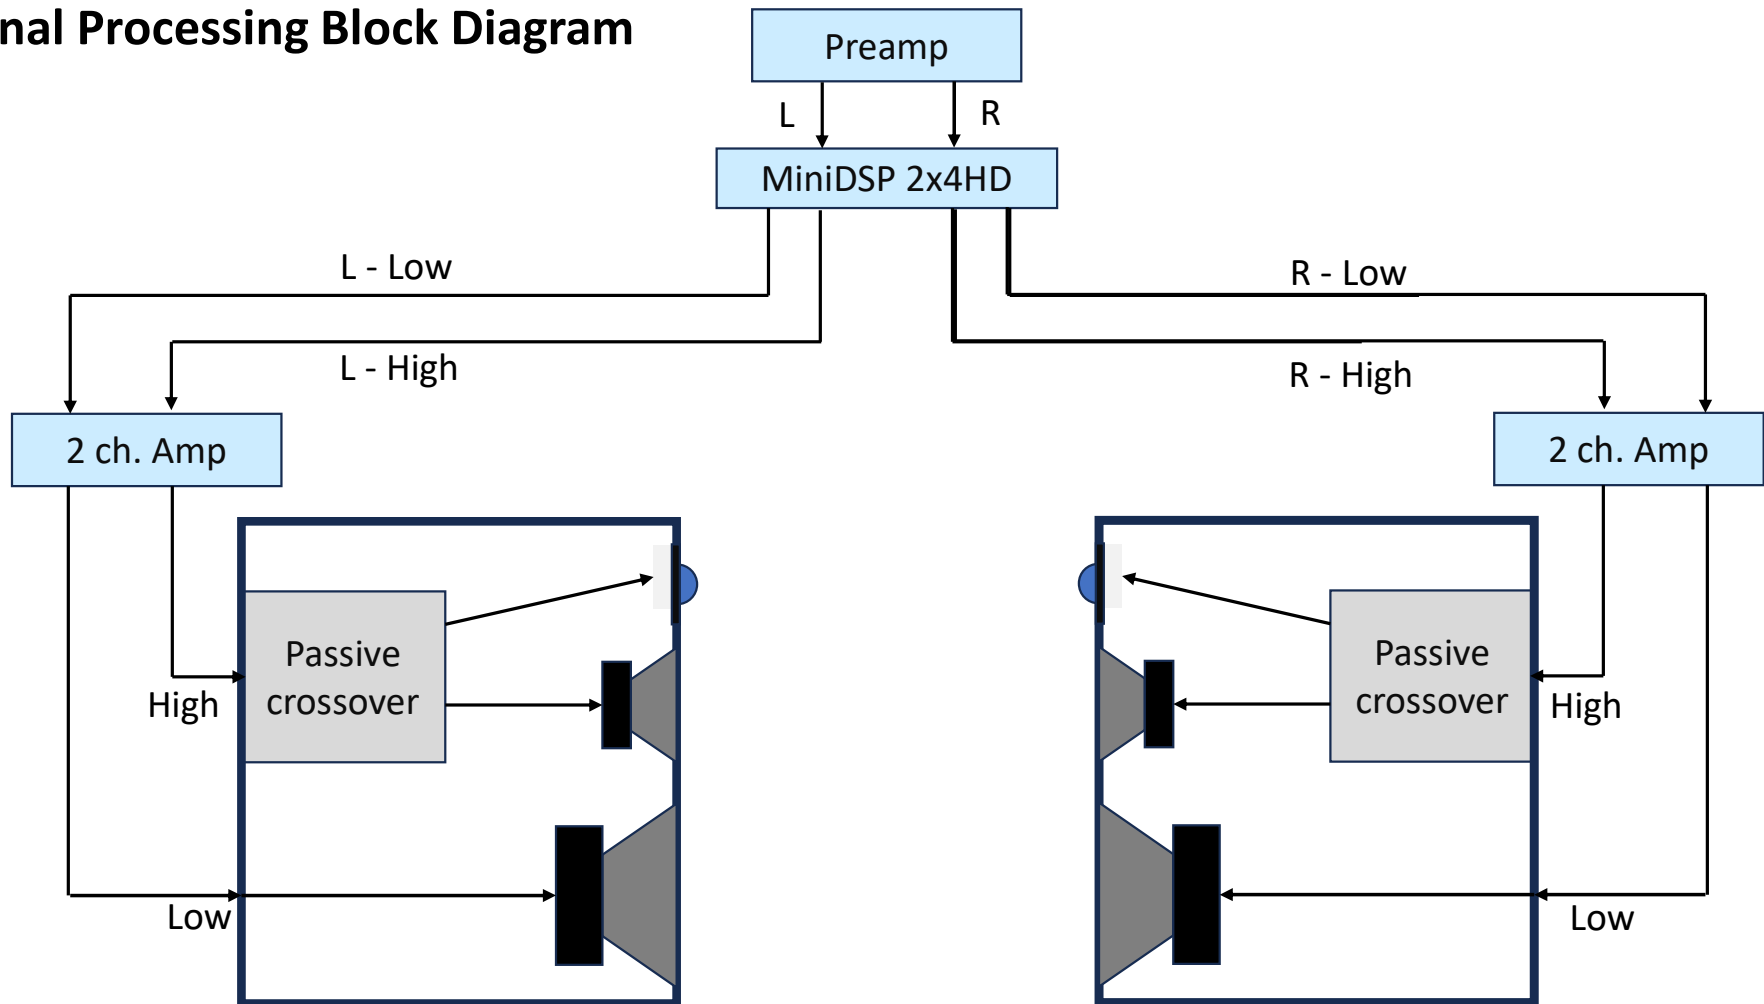 nal Processing Block Diagram
Preamp
L
R
MiniDSP 2x4HD
L - Low
R - Low
L - High
R - High
2 ch. Amp
2 ch. Amp
Passive
crossover
Passive
crossover
High
High
Low
Low